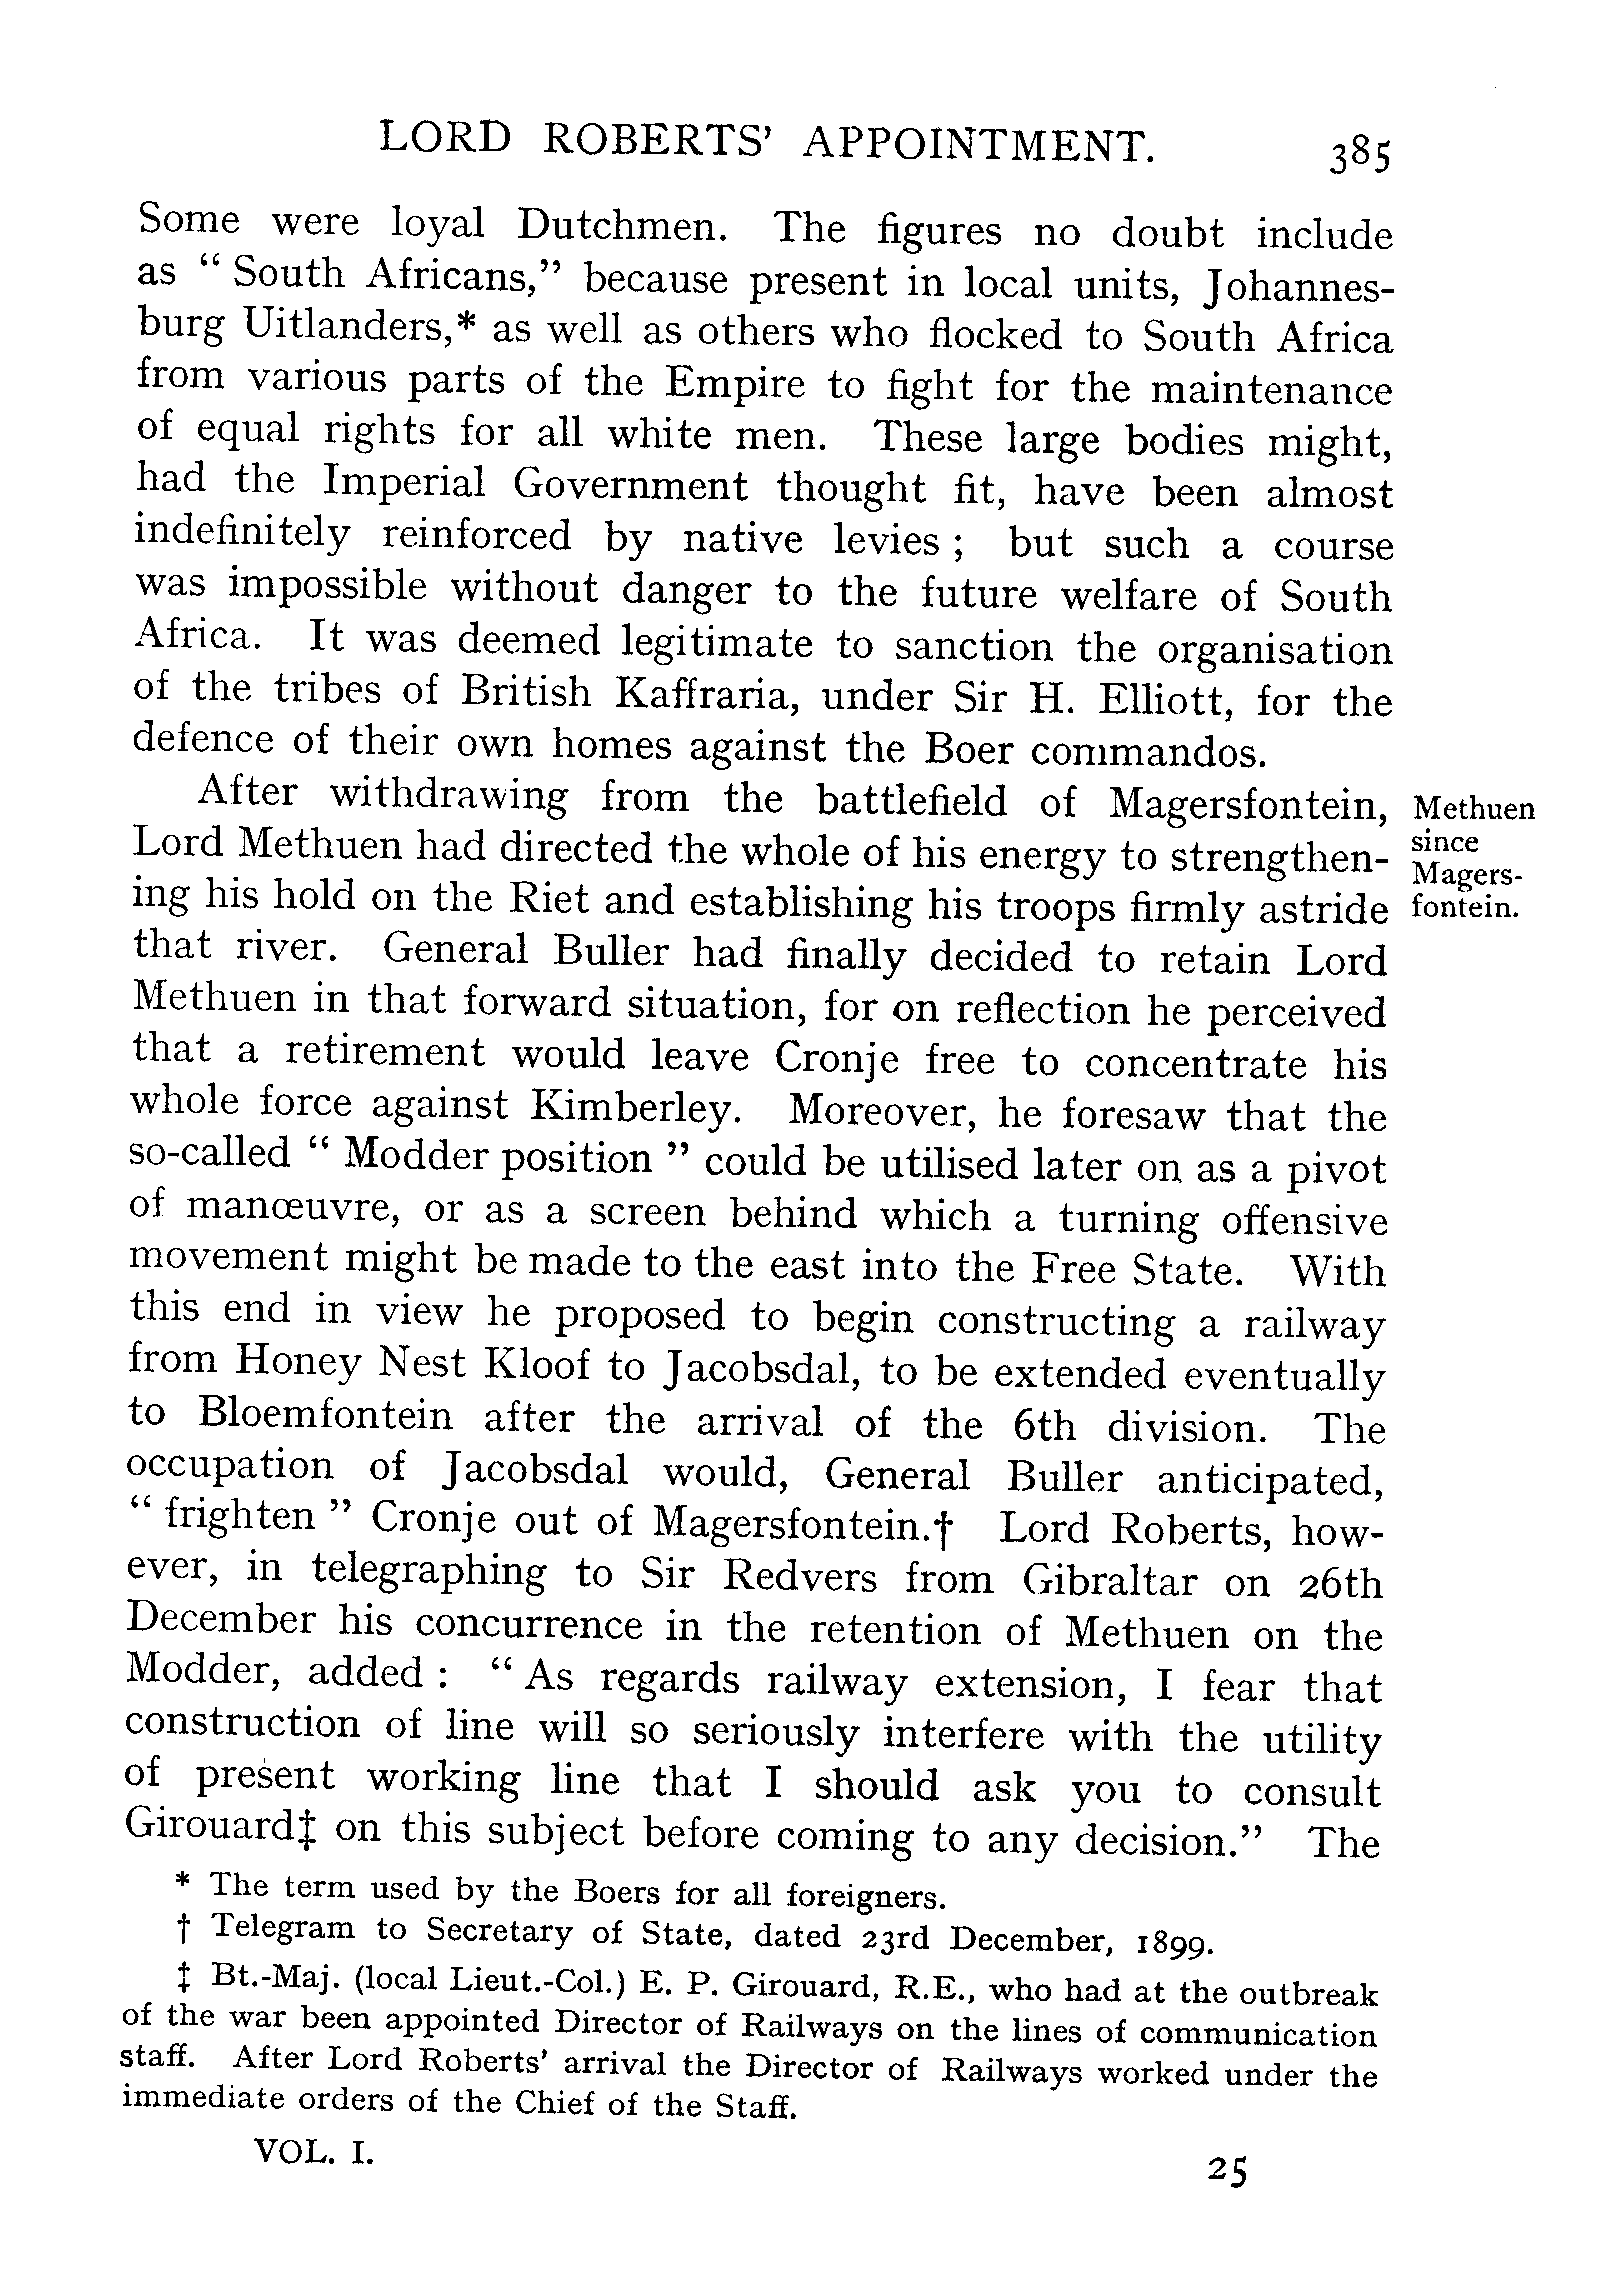 LORD ROBERTS' APPOINTMENT. 385
Some were loyal Dutchmen. The figures no doubt include
as “ South Africans,” because present in local units, Johannes-
burg Uitlanders,* as well as others who flocked to South Africa
from various parts of the Empire to fight for the maintenance
of equal rights for all white men. These large bodies might,
had the Imperial Government thought fit, have been almost
indefinitely reinforced by native levies ; but such a course
was impossible without danger to the future welfare of South
Africa. It was deemed legitimate to sanction the organisation
of the tribes of British Kaffraria, under Sir H. Elliott, for the
defence of their own homes against the Boer commandos.
After withdrawing from the battlefield of Magersfontein,
Lord Methuen had directed the whole of his energy to strengthen-
ing his hold on the Riet and establishing his troops firmly astride
that river. General Buller had finally decided to retain Lord
Methuen in that forward situation, for on reflection he perceived
that a retirement would leave Cronje free to concentrate his
whole force against Kimberley. Moreover, he foresaw that the
so-called “ Modder position ” could be utilised later on as a pivot
of manœuvre, or as a screen behind which a turning offensive
movement might be made to the east into the Free State. With
this end in view he proposed to begin constructing a railway
from Honey Nest Kloof to Jacobsdal, to be extended eventually
to Bloemfontein after the arrival of the 6th division. The
occupation of Jacobsdal would, General Buller anticipated,
“ frighten ” Cronje out of Magersfontein.† Lord Roberts, how-
ever, in telegraphing to Sir Redvers from Gibraltar on 26th
December his concurrence in the retention of Methuen on the
Modder, added : “ As regards railway extension, I fear that
construction of line will so seriously interfere with the utility
of present working line that I should ask you to consult
Girouard‡ on this subject before coming to any decision.” The
Methuen
since
Magers-
fontein.
* The term used by the Boers for all foreigners.
† Telegram to Secretary of State, dated 23rd December, 1899.
‡ Bt.-Maj. (local Lieut.-Col.) E. P. Girouard, R.E., who had at the outbreak
of the war been appointed Director of Railways on the lines of communication
staff. After Lord Roberts' arrival the Director of Railways worked under the
immediate orders of the Chief of the Staff.
VOL. I. 25